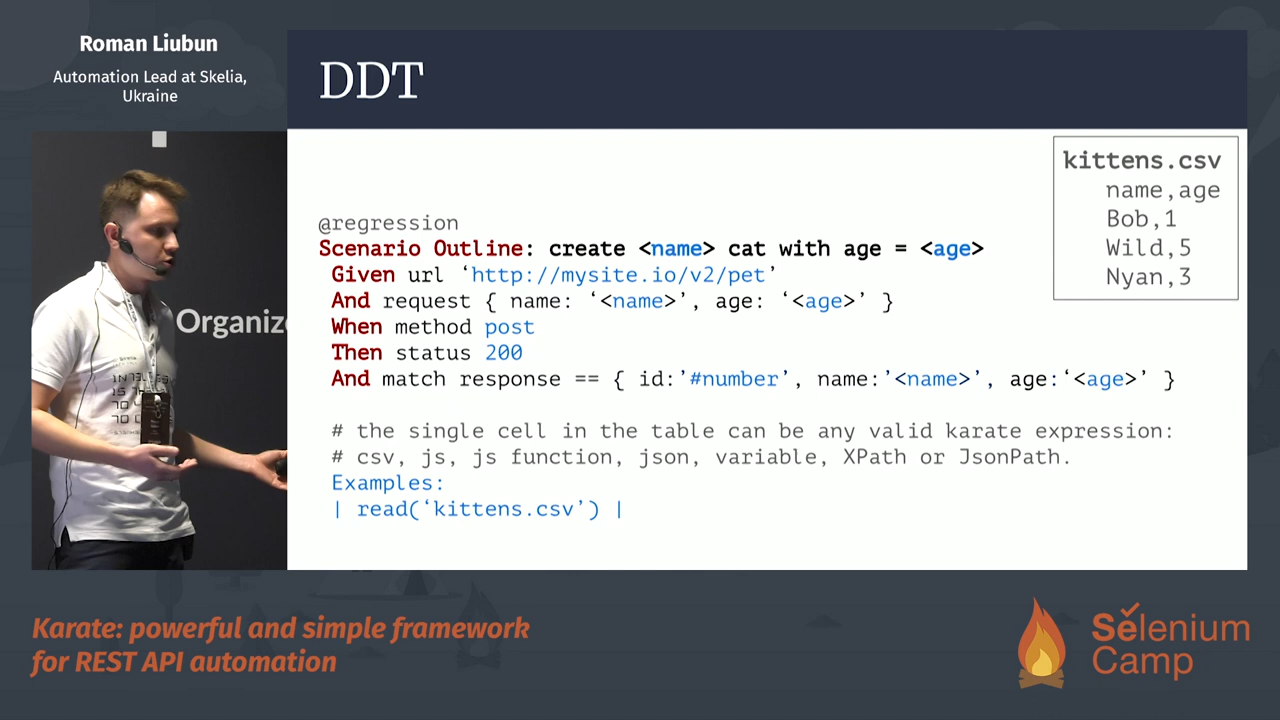 Roman Liubun
Automation Lead at Skelia,
Ukraine
DDT
kittens.csv
name,age
Bob,1
Wild,5
Nyan,3
@regression
Scenario Outline: create <name> cat with age = <age>
Given url ‘http://mysite.io/v2/pet’
And request { name: ‘<name>’, age: ‘<age>’ }
When method post
Then status 200
And match response == { id:’#number’, name:’<name>’, age:‘<age>’ }
# the single cell in the table can be any valid karate expression:
# csv, js, js function, json, variable, XPath or JsonPath.
Examples:
| read(‘kittens.csv’) |
Organize
Karate: powerful and simple framework
for REST API automation
Selenium
Camp